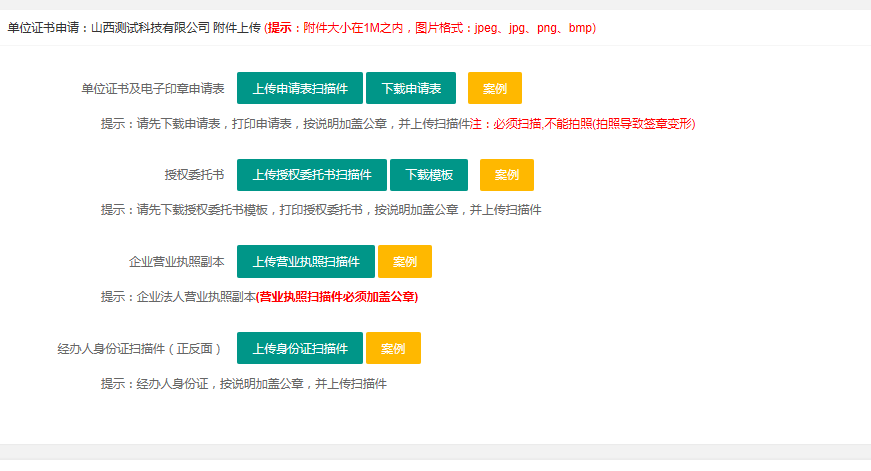 单位证书申请：山西测试科技有限公司 附件上传 (提示：附件大小在1M之内，图片格式：jpeg、jpg、png、bmp)
单位证书及电子印章申请表 上传申请表扫描件 下载申请表 案例
提示：请先下载申请表，打印申请表，按说明加盖公章，并上传扫描件注：必须扫描,不能拍照(拍照导致签章变形)
授权委托书 上传授权委托书扫描件 下载模板 案例
提示：请先下载授权委托书模板，打印授权委托书，按说明加盖公章，并上传扫描件
企业营业执照副本 上传营业执照扫描件 案例
提示：企业法人营业执照副本(营业执照扫描件必须加盖公章)
经办人身份证扫描件（正反面） 上传身份证扫描件 案例
提示：经办人身份证，按说明加盖公章，并上传扫描件